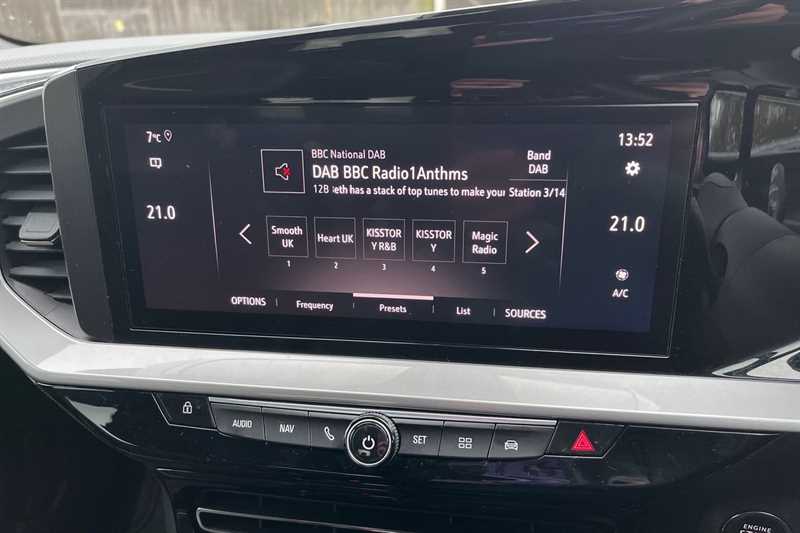 7°C
13:52
BBC National DAB
DAB BBC Radio1Anthms
12B :eth has a stack of top tunes to make your
Band
DAB
Station 3/14
21.0
21.0
Smooth
UK
Heart UK
KISSTOR
Y R&B
KISSTOR
Y
Magic
Radio
1
2
3
4
5
A/C
OPTIONS
Frequency
Presets
List
SOURCES
AUDIO
NAV
SET
ENGINE